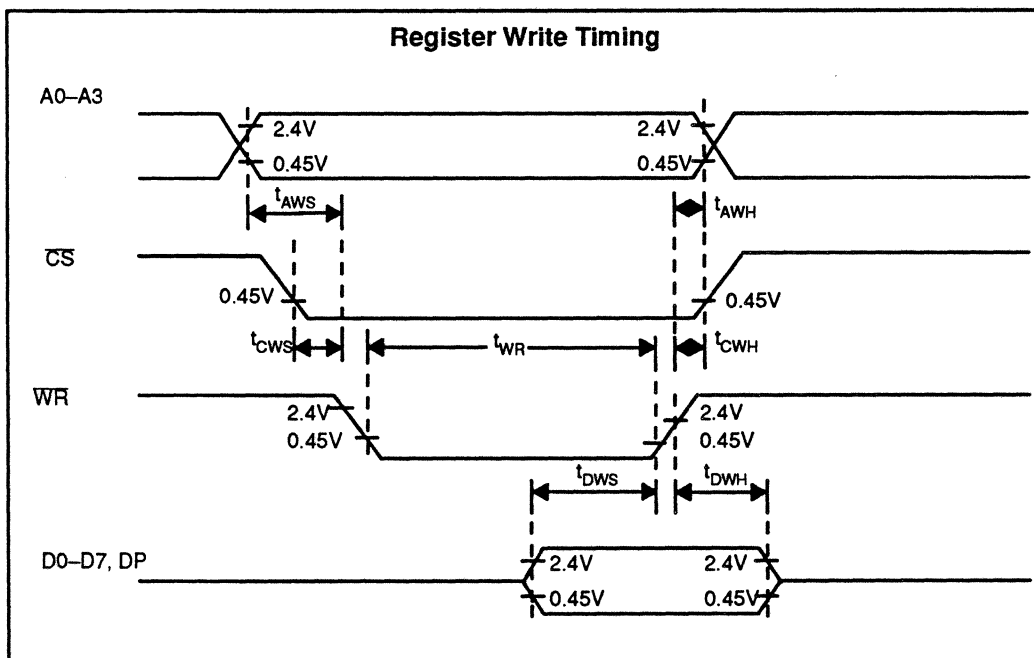 Register Write Timing
A0–A3
2.4V 2.4V
0.45V 0.45V
tAWS tAWH
CS
0.45V 0.45V
tCWS tWR tCWH
WR
2.4V 2.4V
0.45V 0.45V
tDWS tDWH
D0–D7, DP
2.4V 2.4V
0.45V 0.45V